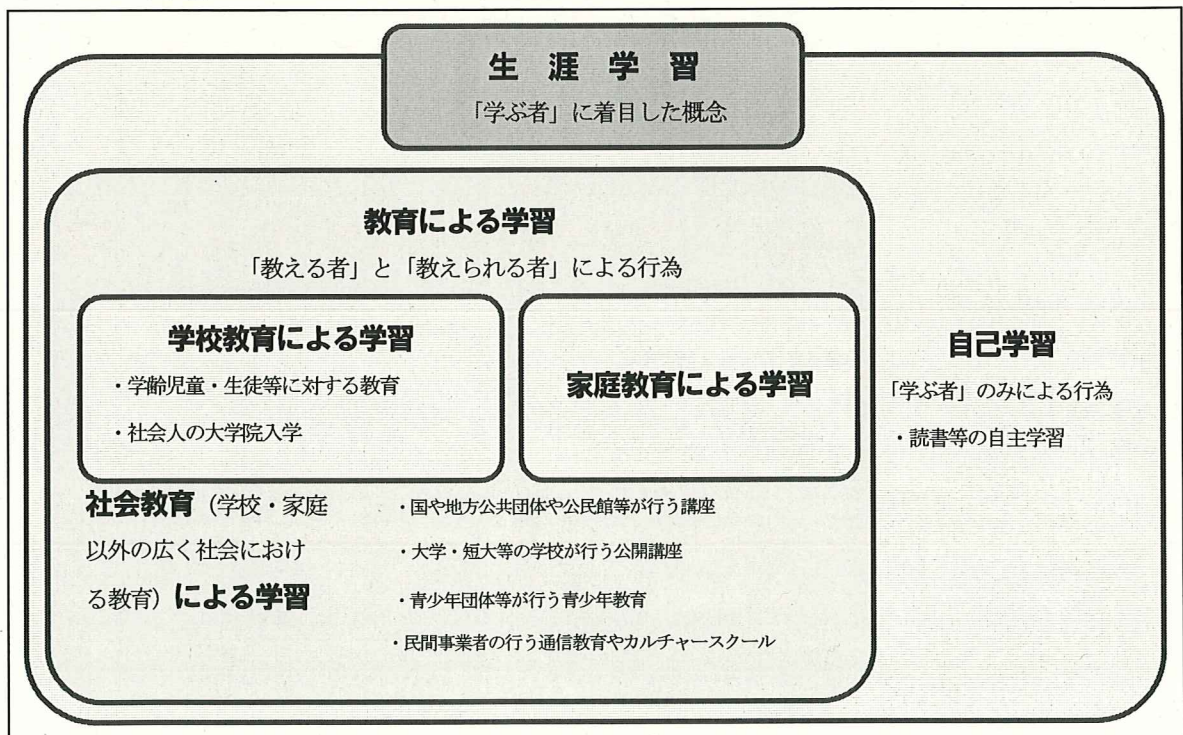 生涯学習
「学ぶ者」に着目した概念
教育による学習
「教える者」と「教えられる者」による行為
学校教育による学習
・学齢児童・生徒等に対する教育
・社会人の大学院入学
家庭教育による学習
社会教育（学校・家庭
以外の広く社会におけ
る教育）による学習
・国や地方公共団体や公民館等が行う講座
・大学・短大等の学校が行う公開講座
・青少年団体等が行う青少年教育
・民間事業者の行う通信教育やカルチャースクール
自己学習
「学ぶ者」のみによる行為
・読書等の自主学習